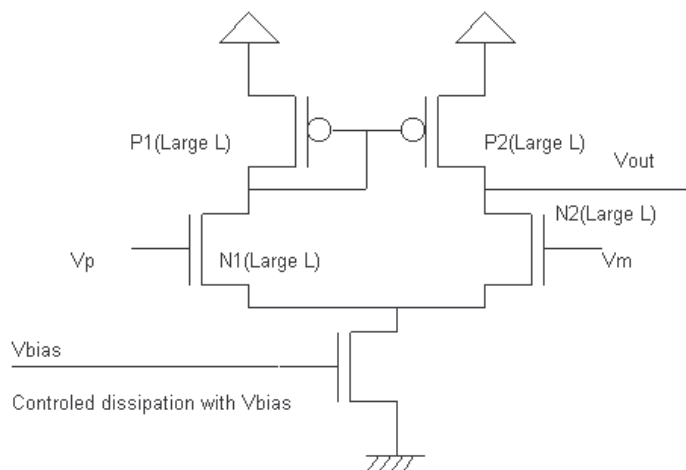 P1(Large L)
P2(Large L)
Vout
N2(Large L)
Vp
N1(Large L)
Vm
Vbias
Controled dissipation with Vbias